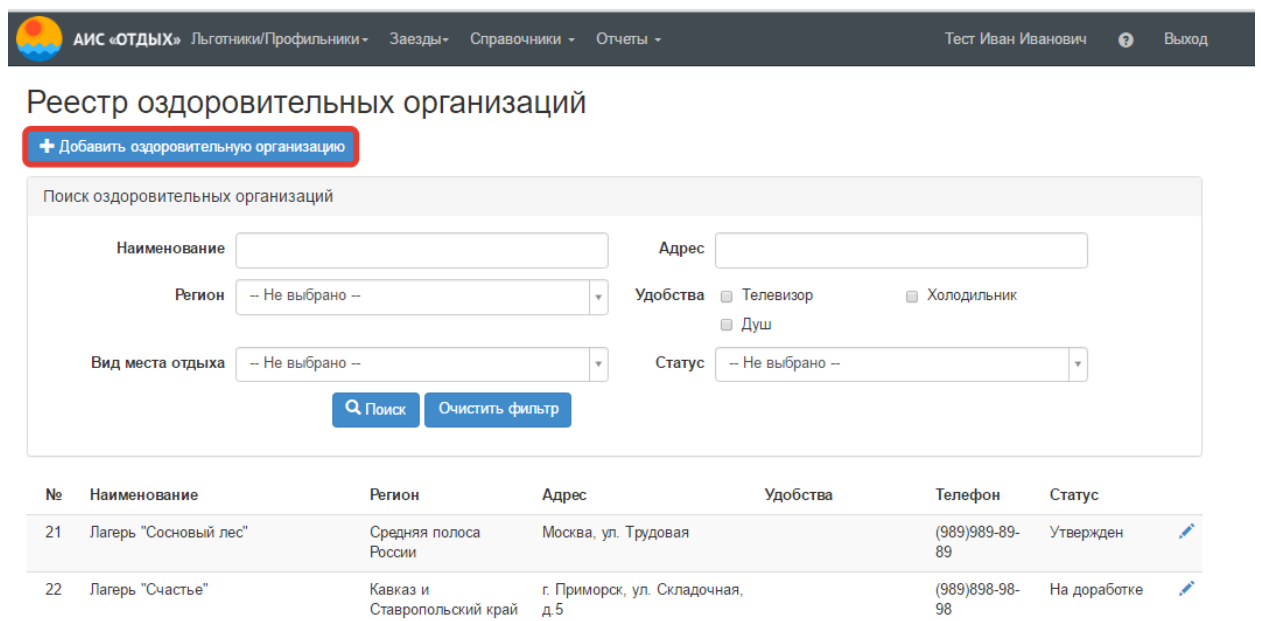 АИС «ОТДЫХ» Льготники/Профильники Заезды Справочники Отчеты Тест Иван Иванович ? Выход
Реестр оздоровительных организаций
+ Добавить оздоровительную организацию
Поиск оздоровительных организаций
Наименование Адрес
Регион -- Не выбрано -- Удобства Телевизор Холодильник
Душ
Вид места отдыха -- Не выбрано -- Статус -- Не выбрано --
Поиск Очистить фильтр
№ Наименование Регион Адрес Удобства Телефон Статус
21 Лагерь "Сосновый лес" Средняя полоса Москва, ул. Трудовая (989)989-89- Утвержден
России 89
22 Лагерь "Счастье" Кавказ и г. Приморск, ул. Складочная, (989)898-98- На доработке
Ставропольский край д.5 98